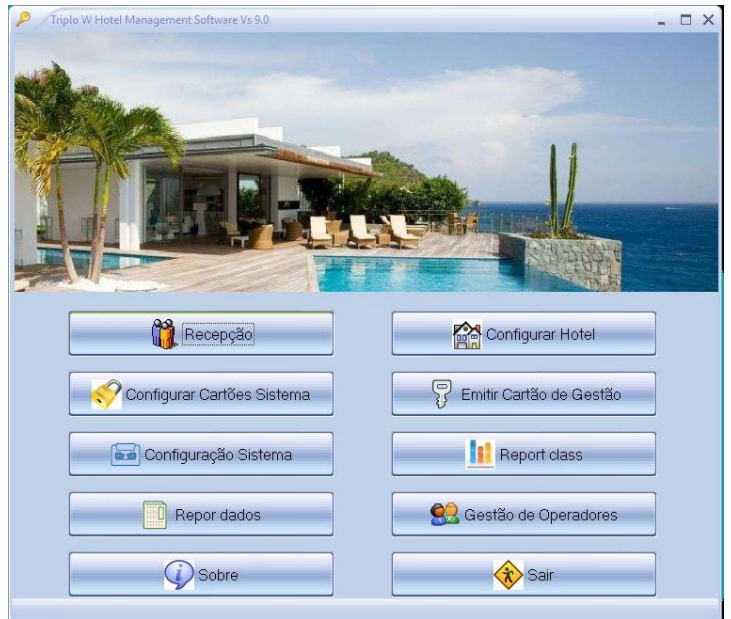 Triplo W Hotel Management Software Vs 9.0
Recepção
Configurar Hotel
Configurar Cartões Sistema
Emitir Cartão de Gestão
Configuração Sistema
Report class
Repor dados
Gestão de Operadores
Sobre
Sair